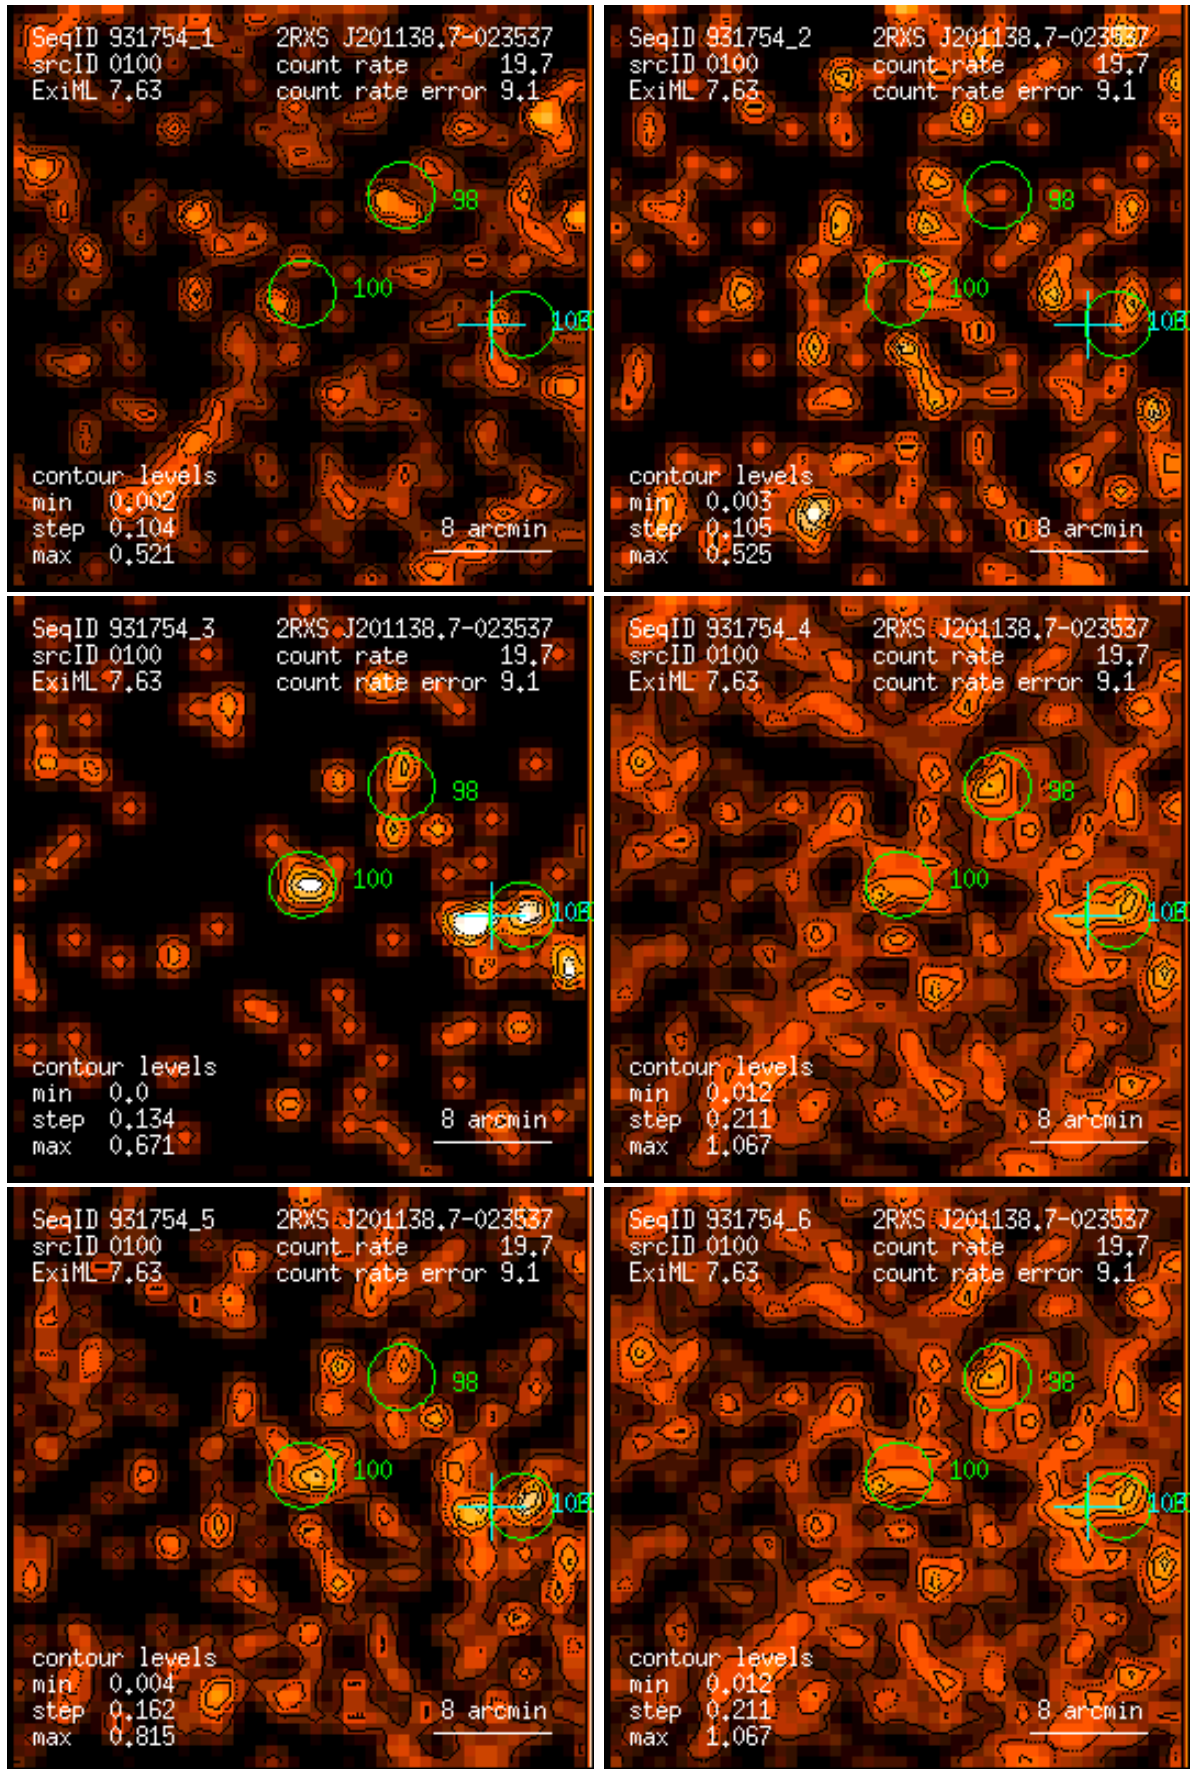 SeqID 931754_1 2RXS J201138.7-023537
srcID 0100 count rate 19.7
ExiML 7.63 count rate error 9.1
98
100
contour levels
min 0.002
step 0.104
max 0.521
8 arcmin
SeqID 931754_2 2RXS J201138.7-023537
srcID 0100 count rate 19.7
ExiML 7.63 count rate error 9.1
98
100
contour levels
min 0.003
step 0.105
max 0.525
8 arcmin
SeqID 931754_3 2RXS J201138.7-023537
srcID 0100 count rate 19.7
ExiML 7.63 count rate error 9.1
98
100
contour levels
min 0.0
step 0.134
max 0.671
8 arcmin
SeqID 931754_4 2RXS J201138.7-023537
srcID 0100 count rate 19.7
ExiML 7.63 count rate error 9.1
98
100
contour levels
min 0.012
step 0.211
max 1.067
8 arcmin
SeqID 931754_5 2RXS J201138.7-023537
srcID 0100 count rate 19.7
ExiML 7.63 count rate error 9.1
98
100
contour levels
min 0.004
step 0.162
max 0.815
8 arcmin
SeqID 931754_6 2RXS J201138.7-023537
srcID 0100 count rate 19.7
ExiML 7.63 count rate error 9.1
98
100
contour levels
min 0.012
step 0.211
max 1.067
8 arcmin